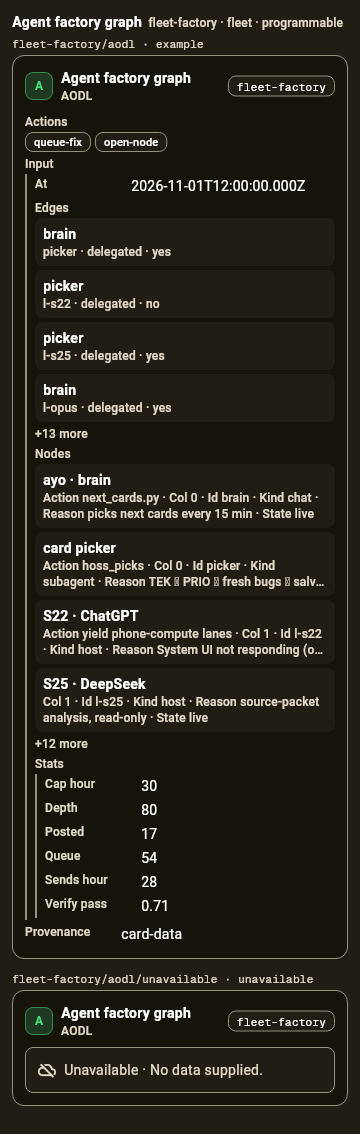 Agent factory graph fleet-factory · fleet · programmable
fleet-factory/aodl · example
A
Agent factory graph
AODL
fleet-factory
Actions
queue-fix open-node
Input
At 2026-11-01T12:00:00.000Z
Edges
brain
picker · delegated · yes
picker
l-s22 · delegated · no
picker
l-s25 · delegated · yes
brain
l-opus · delegated · yes
+13 more
Nodes
ayo · brain
Action next_cards.py · Col 0 · Id brain · Kind chat ·
Reason picks next cards every 15 min · State live
card picker
Action hoss_picks · Col 0 · Id picker · Kind
subagent · Reason TEK ▯ PRIO ▯ fresh bugs ▯ salv…
S22 · ChatGPT
Action yield phone-compute lanes · Col 1 · Id l-s22
· Kind host · Reason System UI not responding (o…
S25 · DeepSeek
Col 1 · Id l-s25 · Kind host · Reason source-packet
analysis, read-only · State live
+12 more
Stats
Cap hour 30
Depth 80
Posted 17
Queue 54
Sends hour 28
Verify pass 0.71
Provenance card-data
fleet-factory/aodl/unavailable · unavailable
A
Agent factory graph
AODL
fleet-factory
Unavailable · No data supplied.